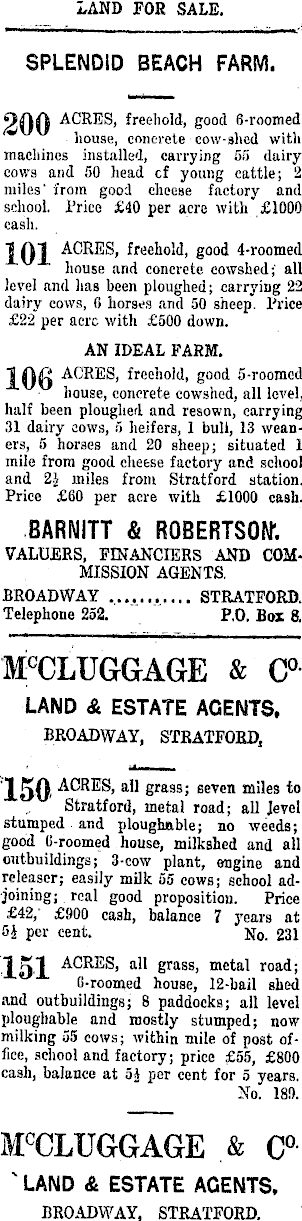 LAND FOR SALE.
SPLENDID BEACH FARM.
200 ACRES, freehold, good 6-roomed
house, concrete cow-shed with
machines installed, carrying 55 dairy
cows and 50 head of young cattle; 2
miles from good cheese factory and
school. Price £40 per acre with £1000
cash.
101 ACRES, freehold, good 4-roomed
house and concrete cowshed; all
level and has been ploughed; carrying 22
dairy cows, 6 horses and 50 sheep. Price
£22 per acre with £500 down.
AN IDEAL FARM.
106 ACRES, freehold, good 5-roomed
house, concrete cowshed, all level,
half been ploughed and resown, carrying
31 dairy cows, 5 heifers, 1 bull, 13 wean-
ers, 5 horses and 20 sheep; situated 1
mile from good cheese factory and school
and 2½ miles from Stratford station.
Price £60 per acre with £1000 cash.
BARNITT & ROBERTSON.
VALUERS, FINANCIERS AND COM-
MISSION AGENTS.
BROADWAY ........... STRATFORD.
Telephone 252. P.O. Box 8.
McCLUGGAGE & Co.
LAND & ESTATE AGENTS,
BROADWAY, STRATFORD,
150 ACRES, all grass; seven miles to
Stratford, metal road; all level
stumped and ploughable; no weeds;
good 6-roomed house, milkshed and all
outbuildings; 3-cow plant, engine and
releaser; easily milk 55 cows; school ad-
joining; real good proposition. Price
£42, £900 cash, balance 7 years at
5½ per cent. No. 231
151 ACRES, all grass, metal road;
6-roomed house, 12-bail shed
and outbuildings; 8 paddocks; all level
ploughable and mostly stumped; now
milking 55 cows; within mile of post of-
fice, school and factory; price £55, £800
cash, balance at 5½ per cent for 5 years.
No. 189.
McCLUGGAGE & Co.
LAND & ESTATE AGENTS,
BROADWAY, STRATFORD.